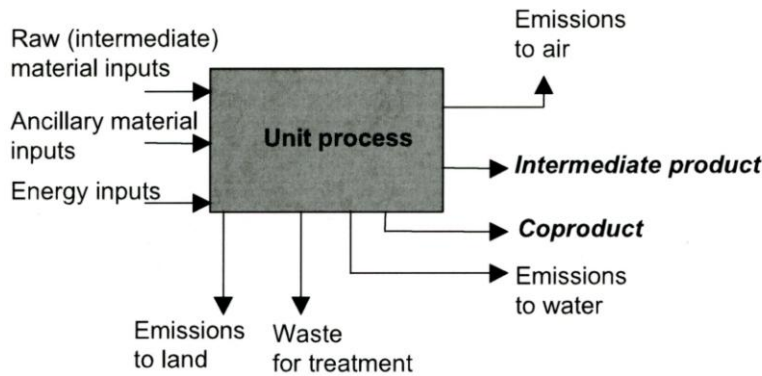 Emissions
to air
Raw (intermediate)
material inputs
Ancillary material
inputs
Unit process
Intermediate product
Energy inputs
Coproduct
Emissions
to water
Emissions
to land
Waste
for treatment